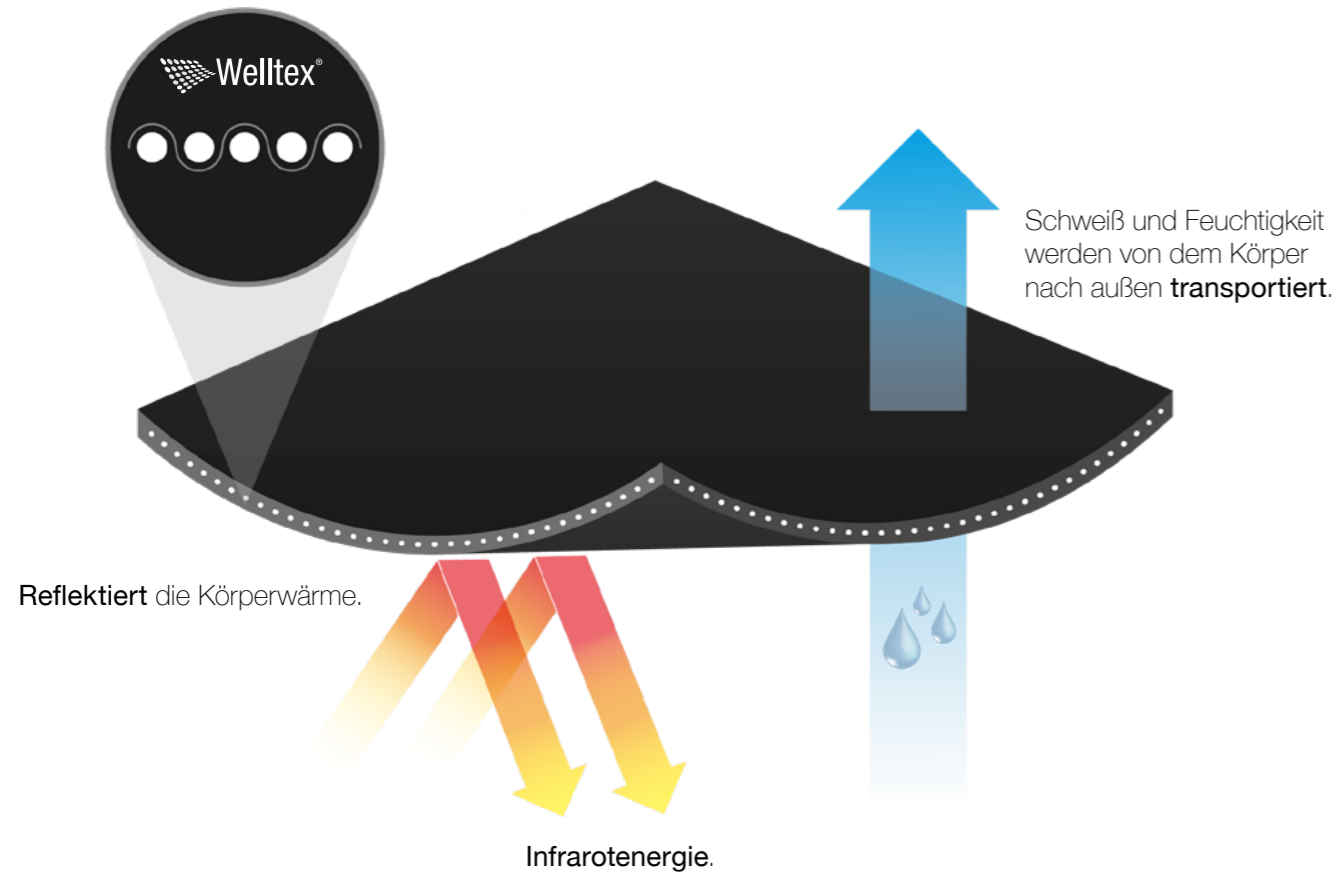 Welltex®
Schweiß und Feuchtigkeit
werden von dem Körper
nach außen transportiert.
Reflektiert die Körperwärme.
Infrarotenergie.